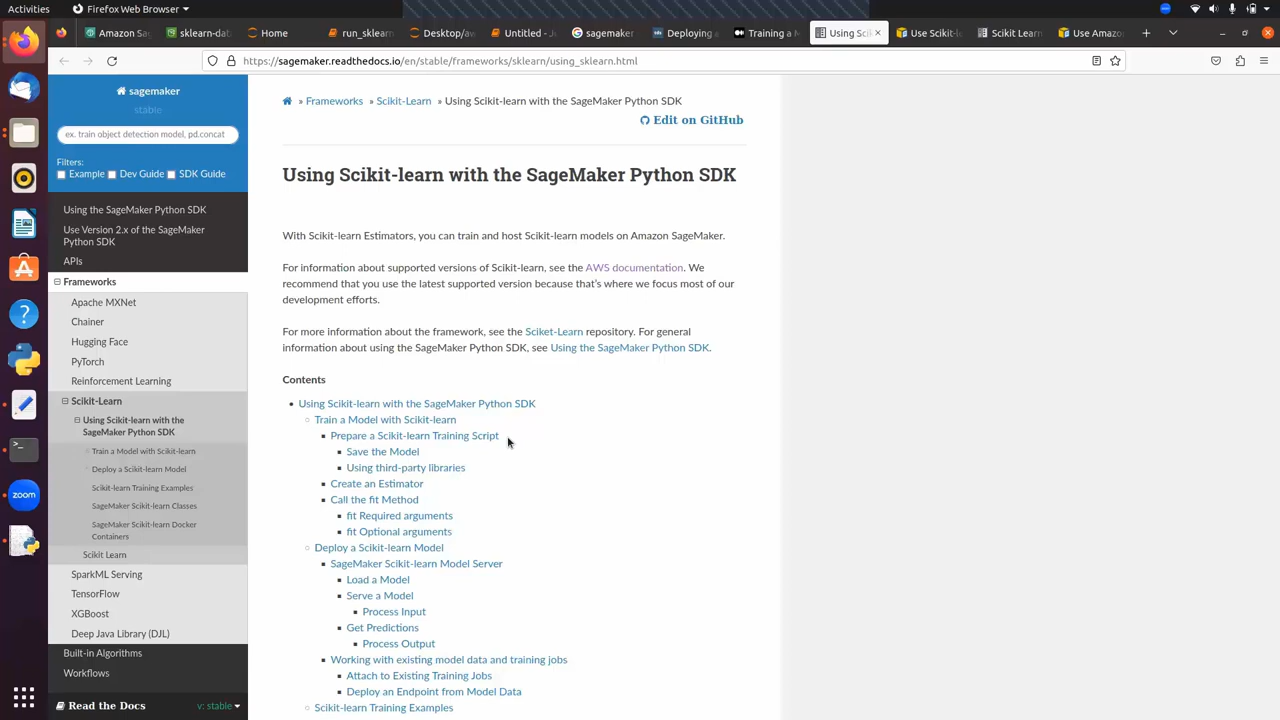 Activities
Firefox Web Browser
Amazon Sag
sklearn-dat
Home
run_sklearn
Desktop/aw
Untitled - J
sagemaker
Deploying a
Training a M
Using Scik
Use Scikit-l
Scikit Learn
Use Amazo
https://sagemaker.readthedocs.io/en/stable/frameworks/sklearn/using_sklearn.html
sagemaker
stable
ex. train object detection model, pd.concat
Filters:
Example Dev Guide SDK Guide
Using the SageMaker Python SDK
Use Version 2.x of the SageMaker
Python SDK
APIs
Frameworks
Apache MXNet
Chainer
Hugging Face
PyTorch
Reinforcement Learning
Scikit-Learn
Using Scikit-learn with the
SageMaker Python SDK
Train a Model with Scikit-learn
Deploy a Scikit-learn Model
Scikit-learn Training Examples
SageMaker Scikit-learn Classes
SageMaker Scikit-learn Docker
Containers
Scikit Learn
SparkML Serving
TensorFlow
XGBoost
Deep Java Library (DJL)
Built-in Algorithms
Workflows
Read the Docs
v: stable
» Frameworks » Scikit-Learn » Using Scikit-learn with the SageMaker Python SDK
Edit on GitHub
Using Scikit-learn with the SageMaker Python SDK
With Scikit-learn Estimators, you can train and host Scikit-learn models on Amazon SageMaker.
For information about supported versions of Scikit-learn, see the AWS documentation. We
recommend that you use the latest supported version because that's where we focus most of our
development efforts.
For more information about the framework, see the Sciket-Learn repository. For general
information about using the SageMaker Python SDK, see Using the SageMaker Python SDK.
Contents
Using Scikit-learn with the SageMaker Python SDK
Train a Model with Scikit-learn
Prepare a Scikit-learn Training Script
Save the Model
Using third-party libraries
Create an Estimator
Call the fit Method
fit Required arguments
fit Optional arguments
Deploy a Scikit-learn Model
SageMaker Scikit-learn Model Server
Load a Model
Serve a Model
Process Input
Get Predictions
Process Output
Working with existing model data and training jobs
Attach to Existing Training Jobs
Deploy an Endpoint from Model Data
Scikit-learn Training Examples
zoom